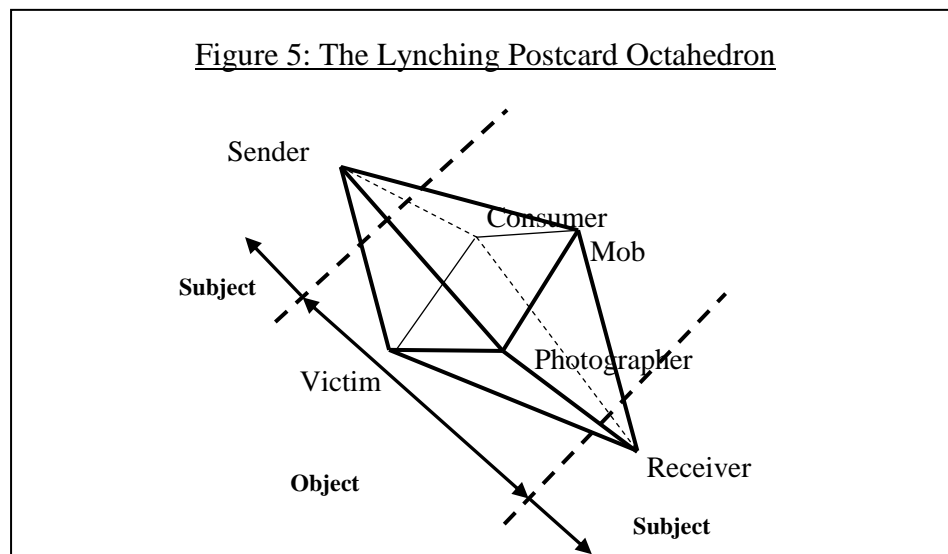 Figure 5: The Lynching Postcard Octahedron
Sender
Consumer
Mob
Subject
Photographer
Victim
Receiver
Object
Subject